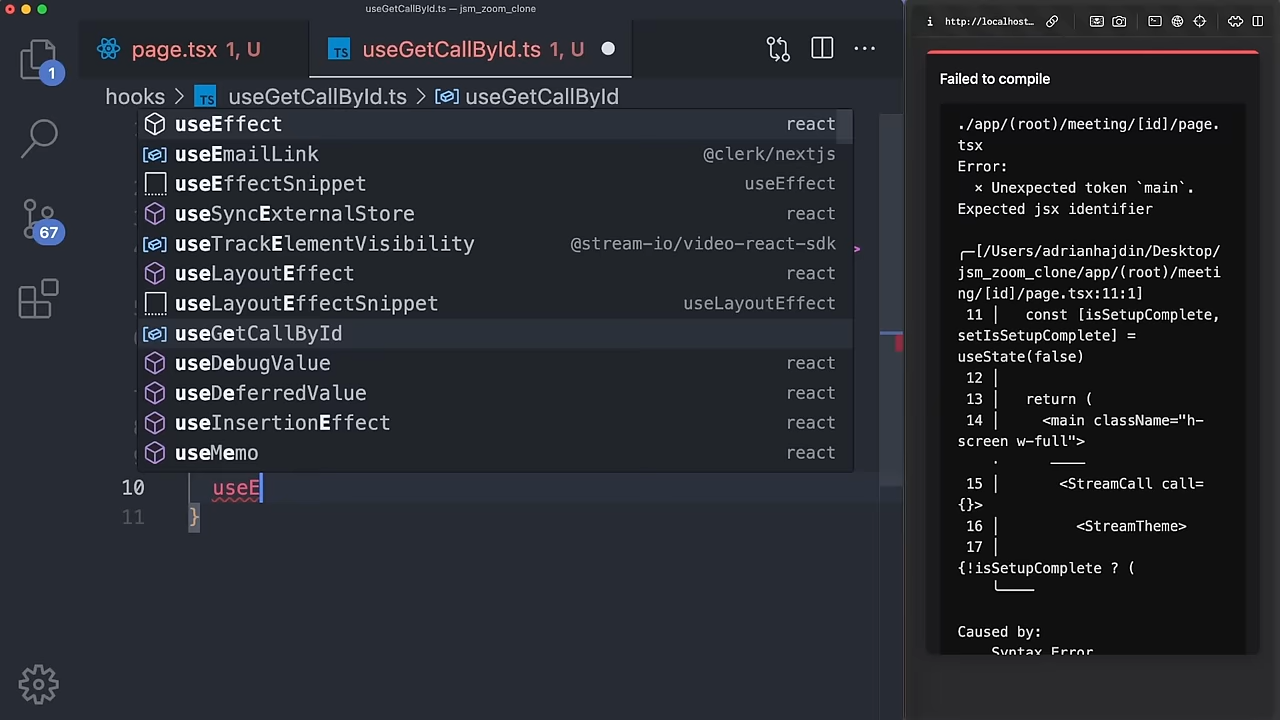 useGetCallById.ts — jsm_zoom_clone
page.tsx 1, U
TS useGetCallById.ts 1, U
hooks > TS useGetCallById.ts > useGetCallById
1
67
useEffect react
useEmailLink @clerk/nextjs
useEffectSnippet useEffect
useSyncExternalStore react
useTrackElementVisibility @stream-io/video-react-sdk
useLayoutEffect react
useLayoutEffectSnippet useLayoutEffect
useGetCallById
useDebugValue react
useDeferredValue react
useInsertionEffect react
useMemo react
10 useE
11 }
http://localhost...
Failed to compile
./app/(root)/meeting/[id]/page.
tsx
Error:
× Unexpected token `main`.
Expected jsx identifier
╭─[/Users/adrianhajdin/Desktop/
jsm_zoom_clone/app/(root)/meeti
ng/[id]/page.tsx:11:1]
11 │ const [isSetupComplete,
setIsSetupComplete] =
useState(false)
12 │
13 │ return (
14 │ <main className="h-
screen w-full">
· ────
15 │ <StreamCall call=
{}>
16 │ <StreamTheme>
17 │
{!isSetupComplete ? (
╰────
Caused by:
Syntax Error